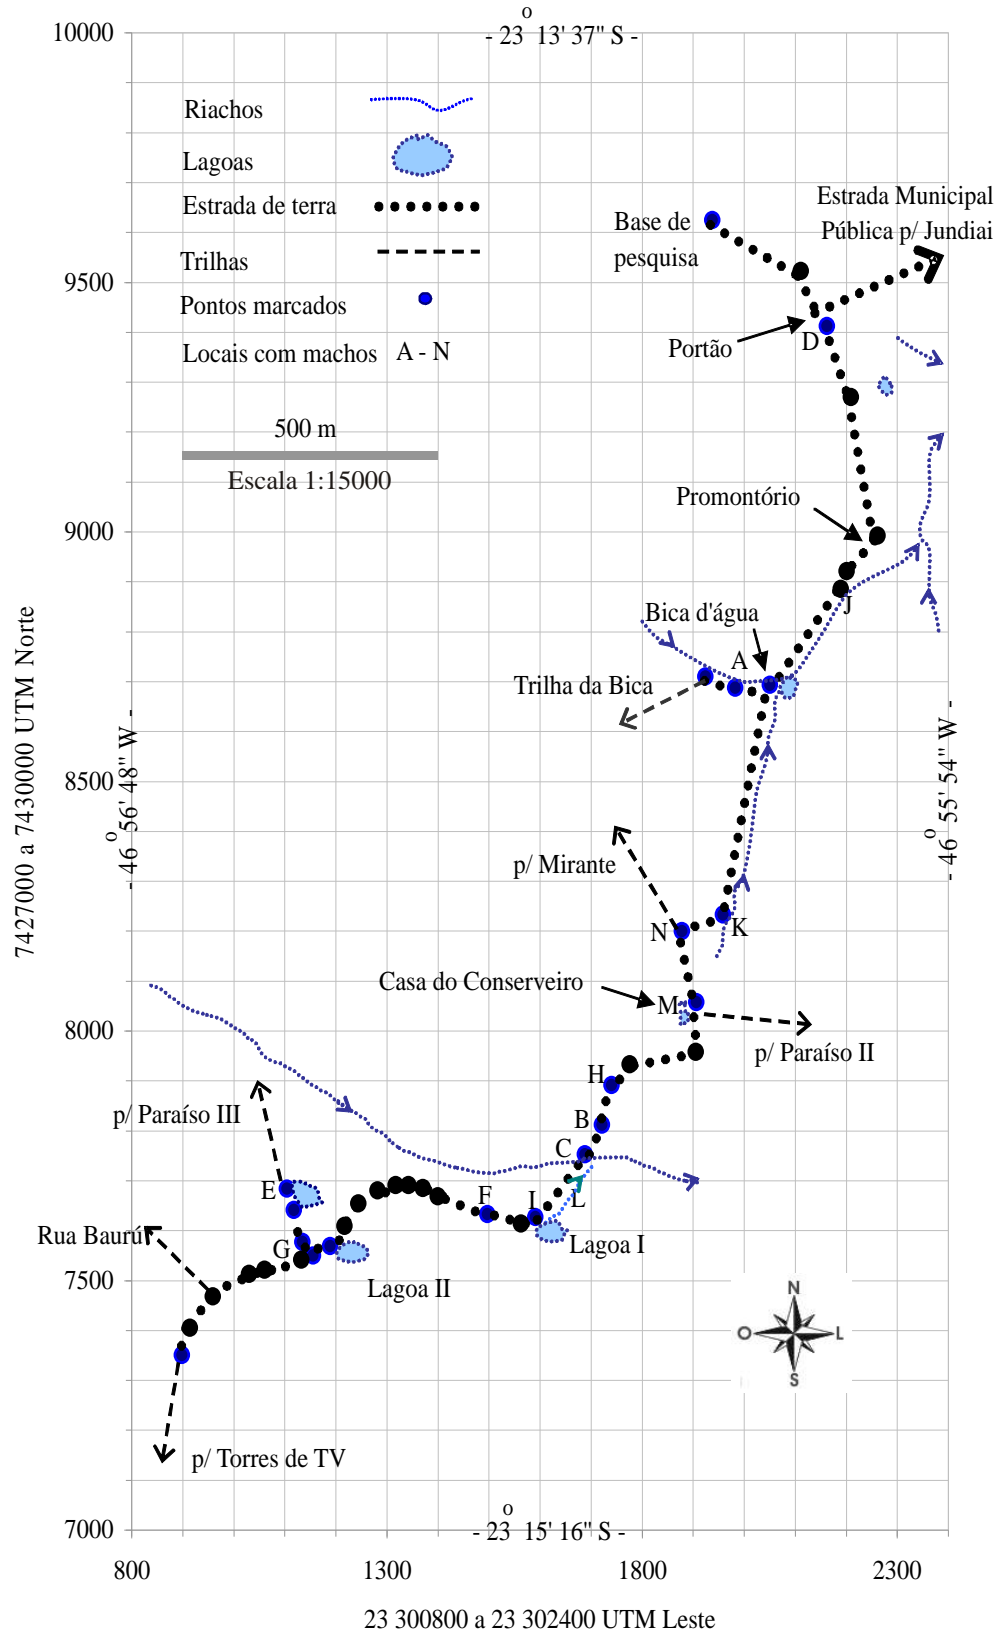 - 23° 13' 37" S -
10000
Riachos
Lagoas
Estrada de terra
Trilhas
Pontos marcados
Locais com machos A - N
500 m
Escala 1:15000
Estrada Municipal
Pública p/ Jundiai
Base de
pesquisa
9500
Portão
D
Promontório
9000
J
Bica d'água
A
Trilha da Bica
7427000 a 7430000 UTM Norte
- 46° 56' 48" W -
- 46° 55' 54" W -
8500
p/ Mirante
N
K
Casa do Conserveiro
M
8000
p/ Paraíso II
H
p/ Paraíso III
B
C
E
F
I
L
Rua Baurú
G
Lagoa I
7500
Lagoa II
N
O
L
S
p/ Torres de TV
7000
- 23° 15' 16" S -
800
1300
1800
2300
23 300800 a 23 302400 UTM Leste